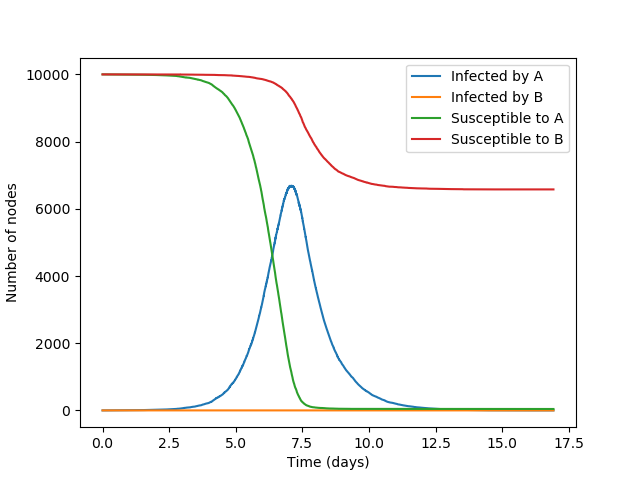 Infected by A
Infected by B
Susceptible to A
Susceptible to B
Number of nodes
10000
8000
6000
4000
2000
0
0.0 2.5 5.0 7.5 10.0 12.5 15.0 17.5
Time (days)